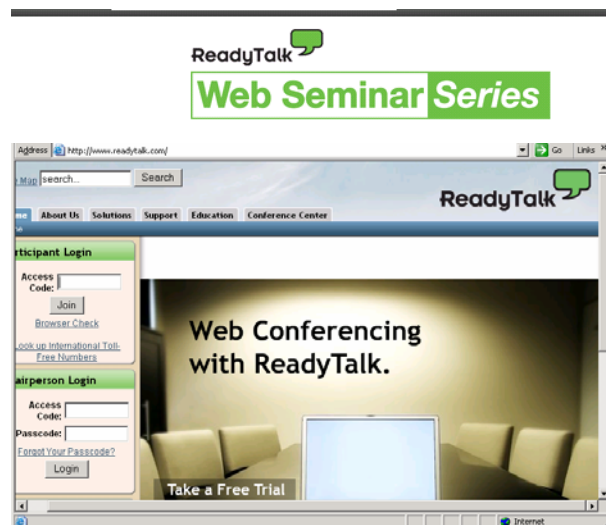 ReadyTalk
Web Seminar Series
Address http://www.readytalk.com/ Go Links »
Map search... Search
ReadyTalk
me About Us Solutions Support Education Conference Center
rticipant Login
Access
Code:
Join
Browser Check
Look up International Toll-
Free Numbers
airperson Login
Access
Code:
Passcode:
Forgot Your Passcode?
Login
Web Conferencing
with ReadyTalk.
Take a Free Trial
Internet